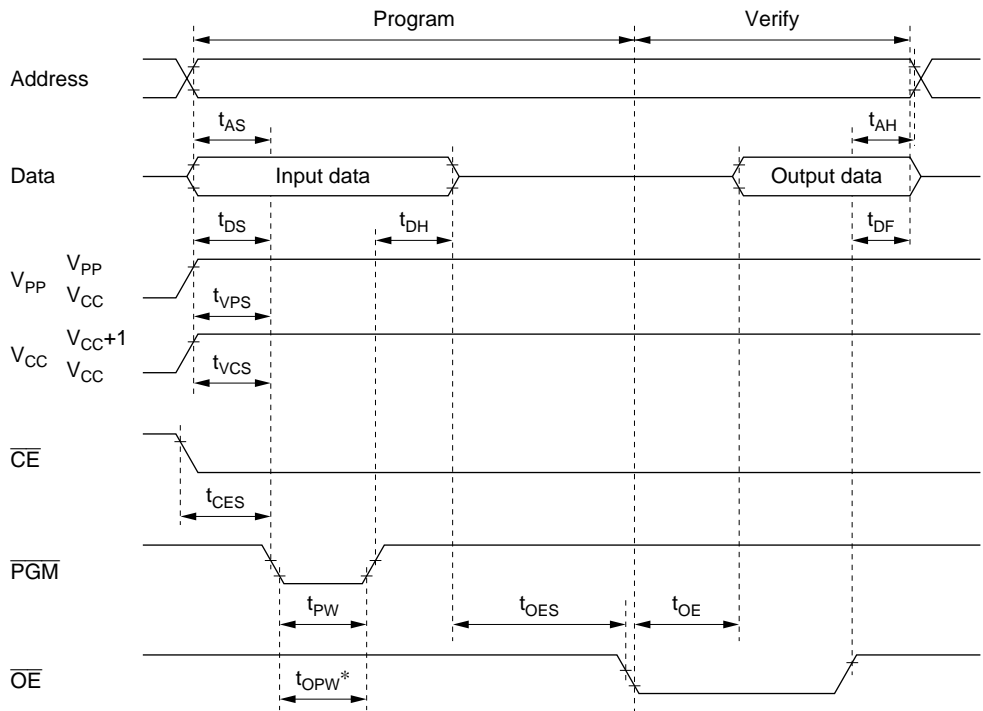 Program Verify
Address
tAS tAH
Data Input data Output data
tDS tDH tDF
VPP VPP
VCC
tVPS
VCC VCC+1
VCC
tVCS
CE
tCES
PGM
tPW tOES tOE
OE
tOPW*